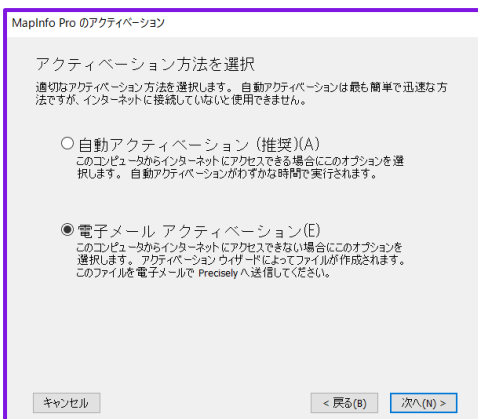 MapInfo Pro のアクティベーション
アクティベーション方法を選択
適切なアクティベーション方法を選択します。 自動アクティベーションは最も簡単で迅速な方
法ですが、インターネットに接続していないと使用できません。
自動アクティベーション (推奨)(A)
このコンピュータからインターネットにアクセスできる場合にこのオプションを選
択します。 自動アクティベーションがわずかな時間で実行されます。
電子メール アクティベーション(E)
このコンピュータからインターネットにアクセスできない場合にこのオプションを
選択します。 アクティベーション ウィザードによってファイルが作成されます。
このファイルを電子メールで Precisely へ送信してください。
キャンセル
< 戻る(B)
次へ(N) >